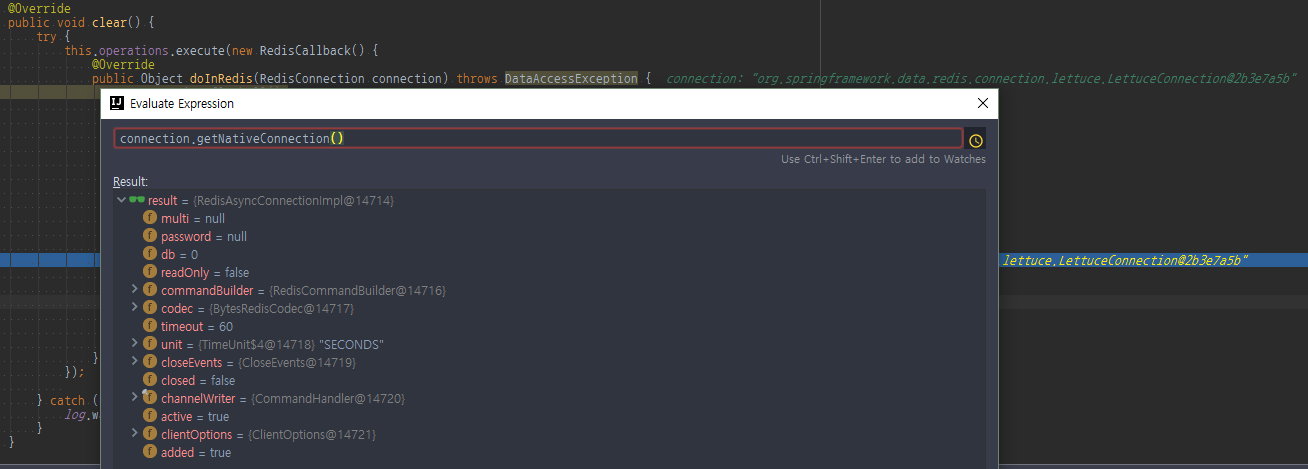 @Override
public void clear() {
try {
this.operations.execute(new RedisCallback() {
@Override
public Object doInRedis(RedisConnection connection) throws DataAccessException {  connection: "org.springframework.data.redis.connection.lettuce.LettuceConnection@2b3e7a5b"
Evaluate Expression
connection.getNativeConnection()
Use Ctrl+Shift+Enter to add to Watches
Result:
result = {RedisAsyncConnectionImpl@14714}
multi = null
password = null
db = 0
lettuce.LettuceConnection@2b3e7a5b"
readOnly = false
commandBuilder = {RedisCommandBuilder@14716}
codec = {BytesRedisCodec@14717}
timeout = 60
unit = {TimeUnit$4@14718} "SECONDS"
closeEvents = {CloseEvents@14719}
}
});
closed = false
channelWriter = {CommandHandler@14720}
} catch (
active = true
log.w
clientOptions = {ClientOptions@14721}
}
added = true
}